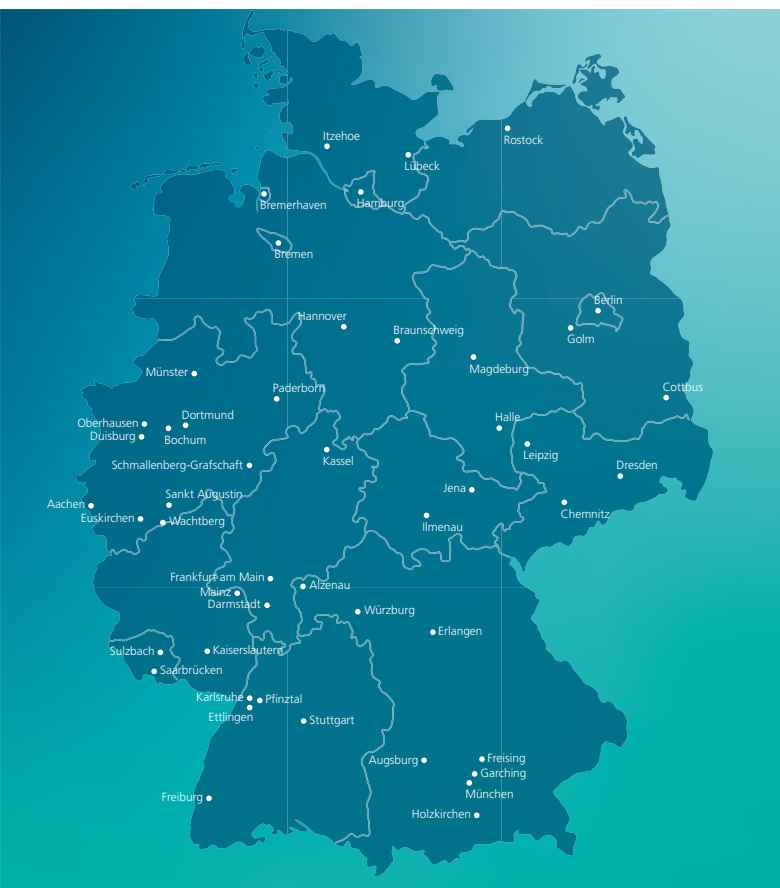 Itzehoe
Rostock
Lübeck
Bremerhaven
Hamburg
Bremen
Berlin
Hannover
Braunschweig
Golm
Magdeburg
Münster
Paderborn
Cottbus
Oberhausen
Dortmund
Halle
Duisburg
Bochum
Leipzig
Schmallenberg-Grafschaft
Kassel
Dresden
Jena
Sankt Augustin
Aachen
Chemnitz
Euskirchen
Wachtberg
Ilmenau
Frankfurt am Main
Alzenau
Mainz
Darmstadt
Würzburg
Erlangen
Sulzbach
Kaiserslautern
Saarbrücken
Karlsruhe
Pfinztal
Ettlingen
Stuttgart
Augsburg
Freising
Garching
München
Freiburg
Holzkirchen